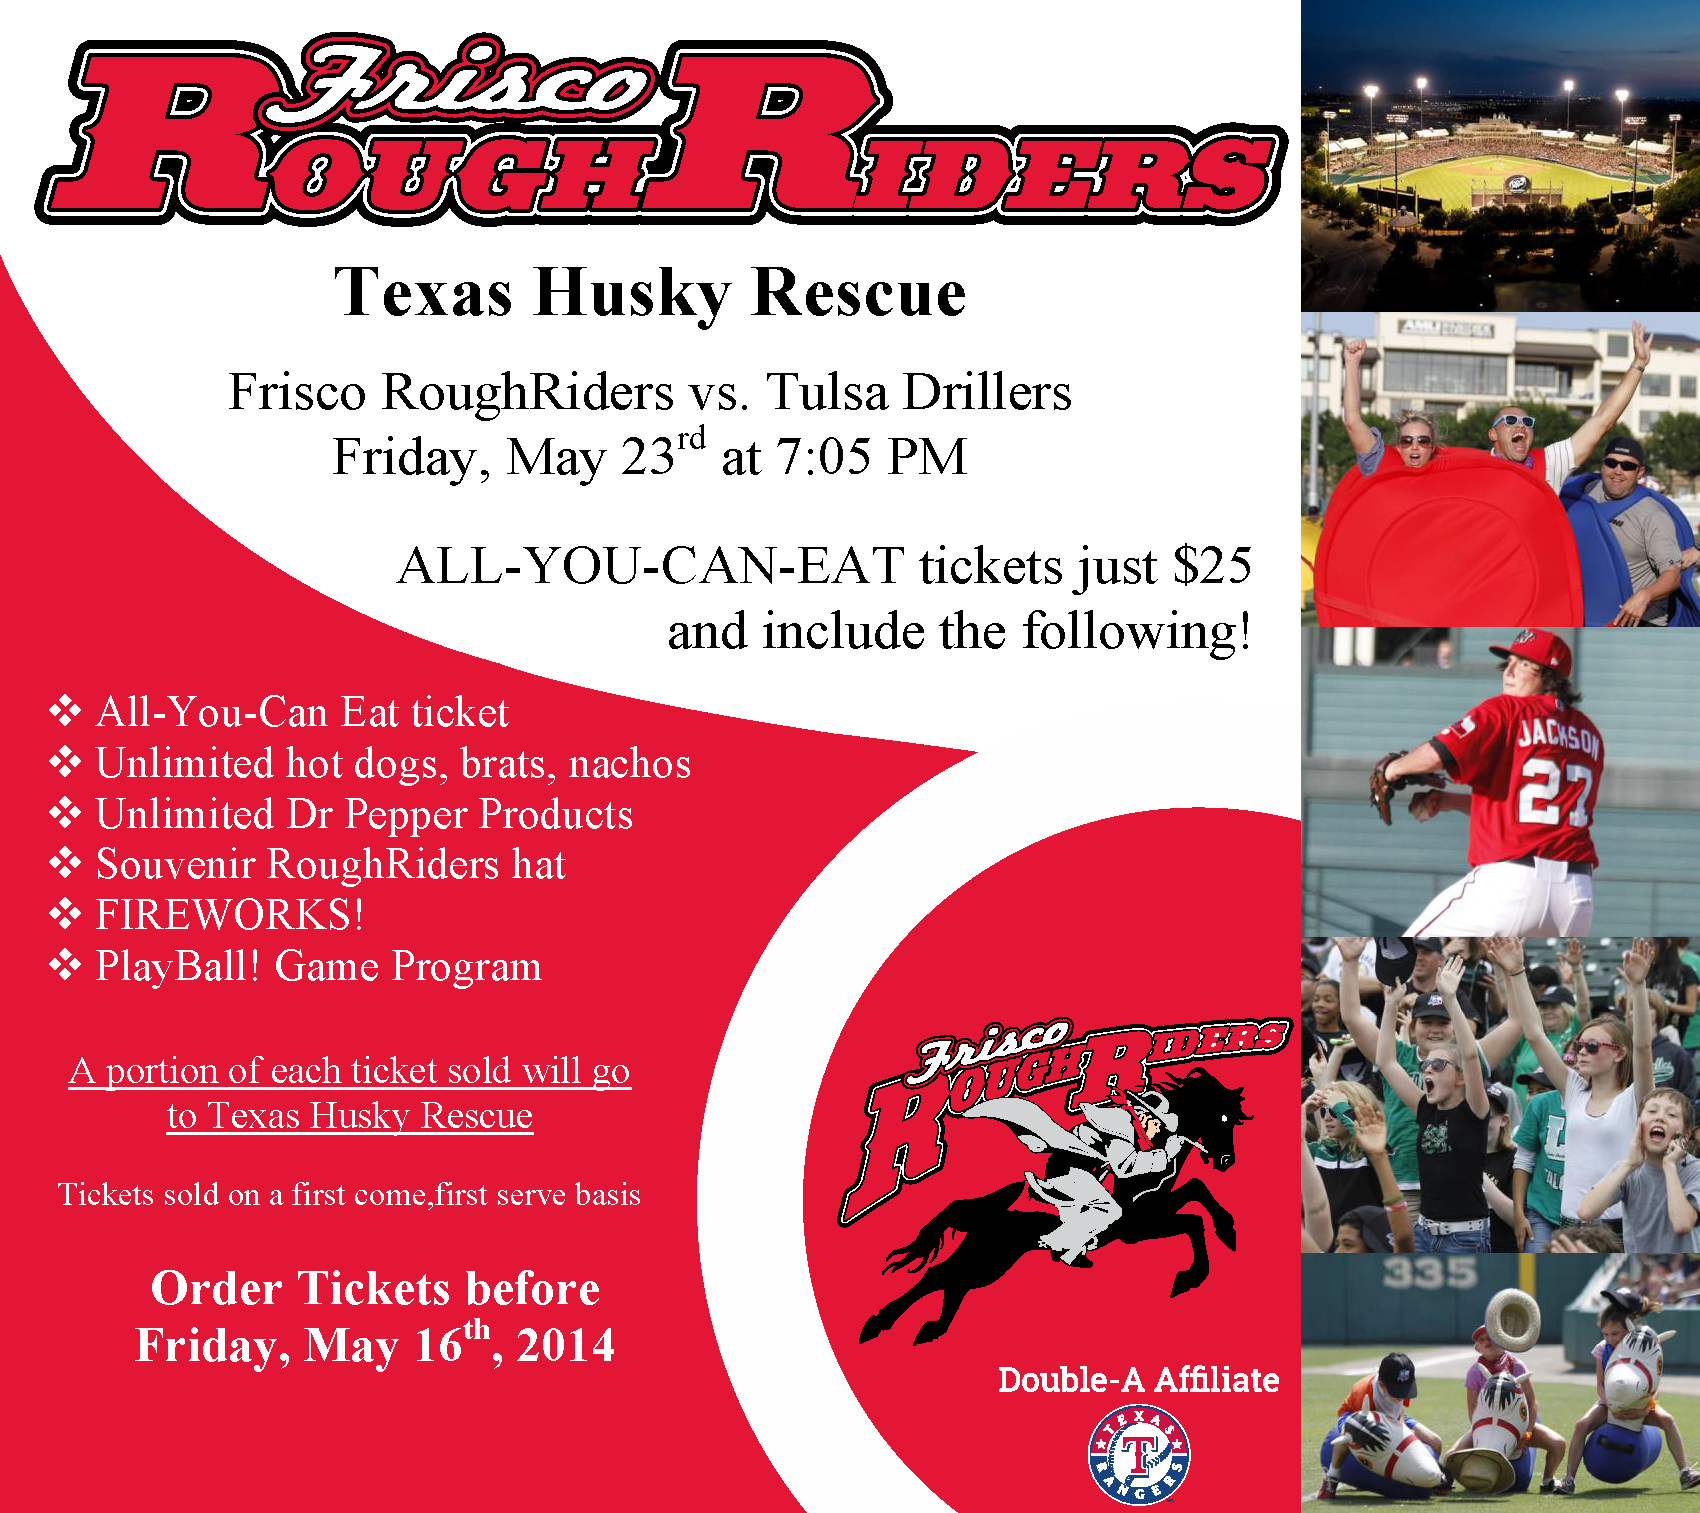 Frisco
ROUGHRIDERS
Texas Husky Rescue
Frisco RoughRiders vs. Tulsa Drillers
Friday, May 23rd at 7:05 PM
ALL-YOU-CAN-EAT tickets just $25
and include the following!
❖ All-You-Can Eat ticket
❖ Unlimited hot dogs, brats, nachos
❖ Unlimited Dr Pepper Products
❖ Souvenir RoughRiders hat
❖ FIREWORKS!
❖ PlayBall! Game Program
A portion of each ticket sold will go
to Texas Husky Rescue
Tickets sold on a first come,first serve basis
Order Tickets before
Friday, May 16th, 2014
Frisco
ROUGHRIDERS
Double-A Affiliate
TEXAS
T
RANGERS
JACKSON
27
335